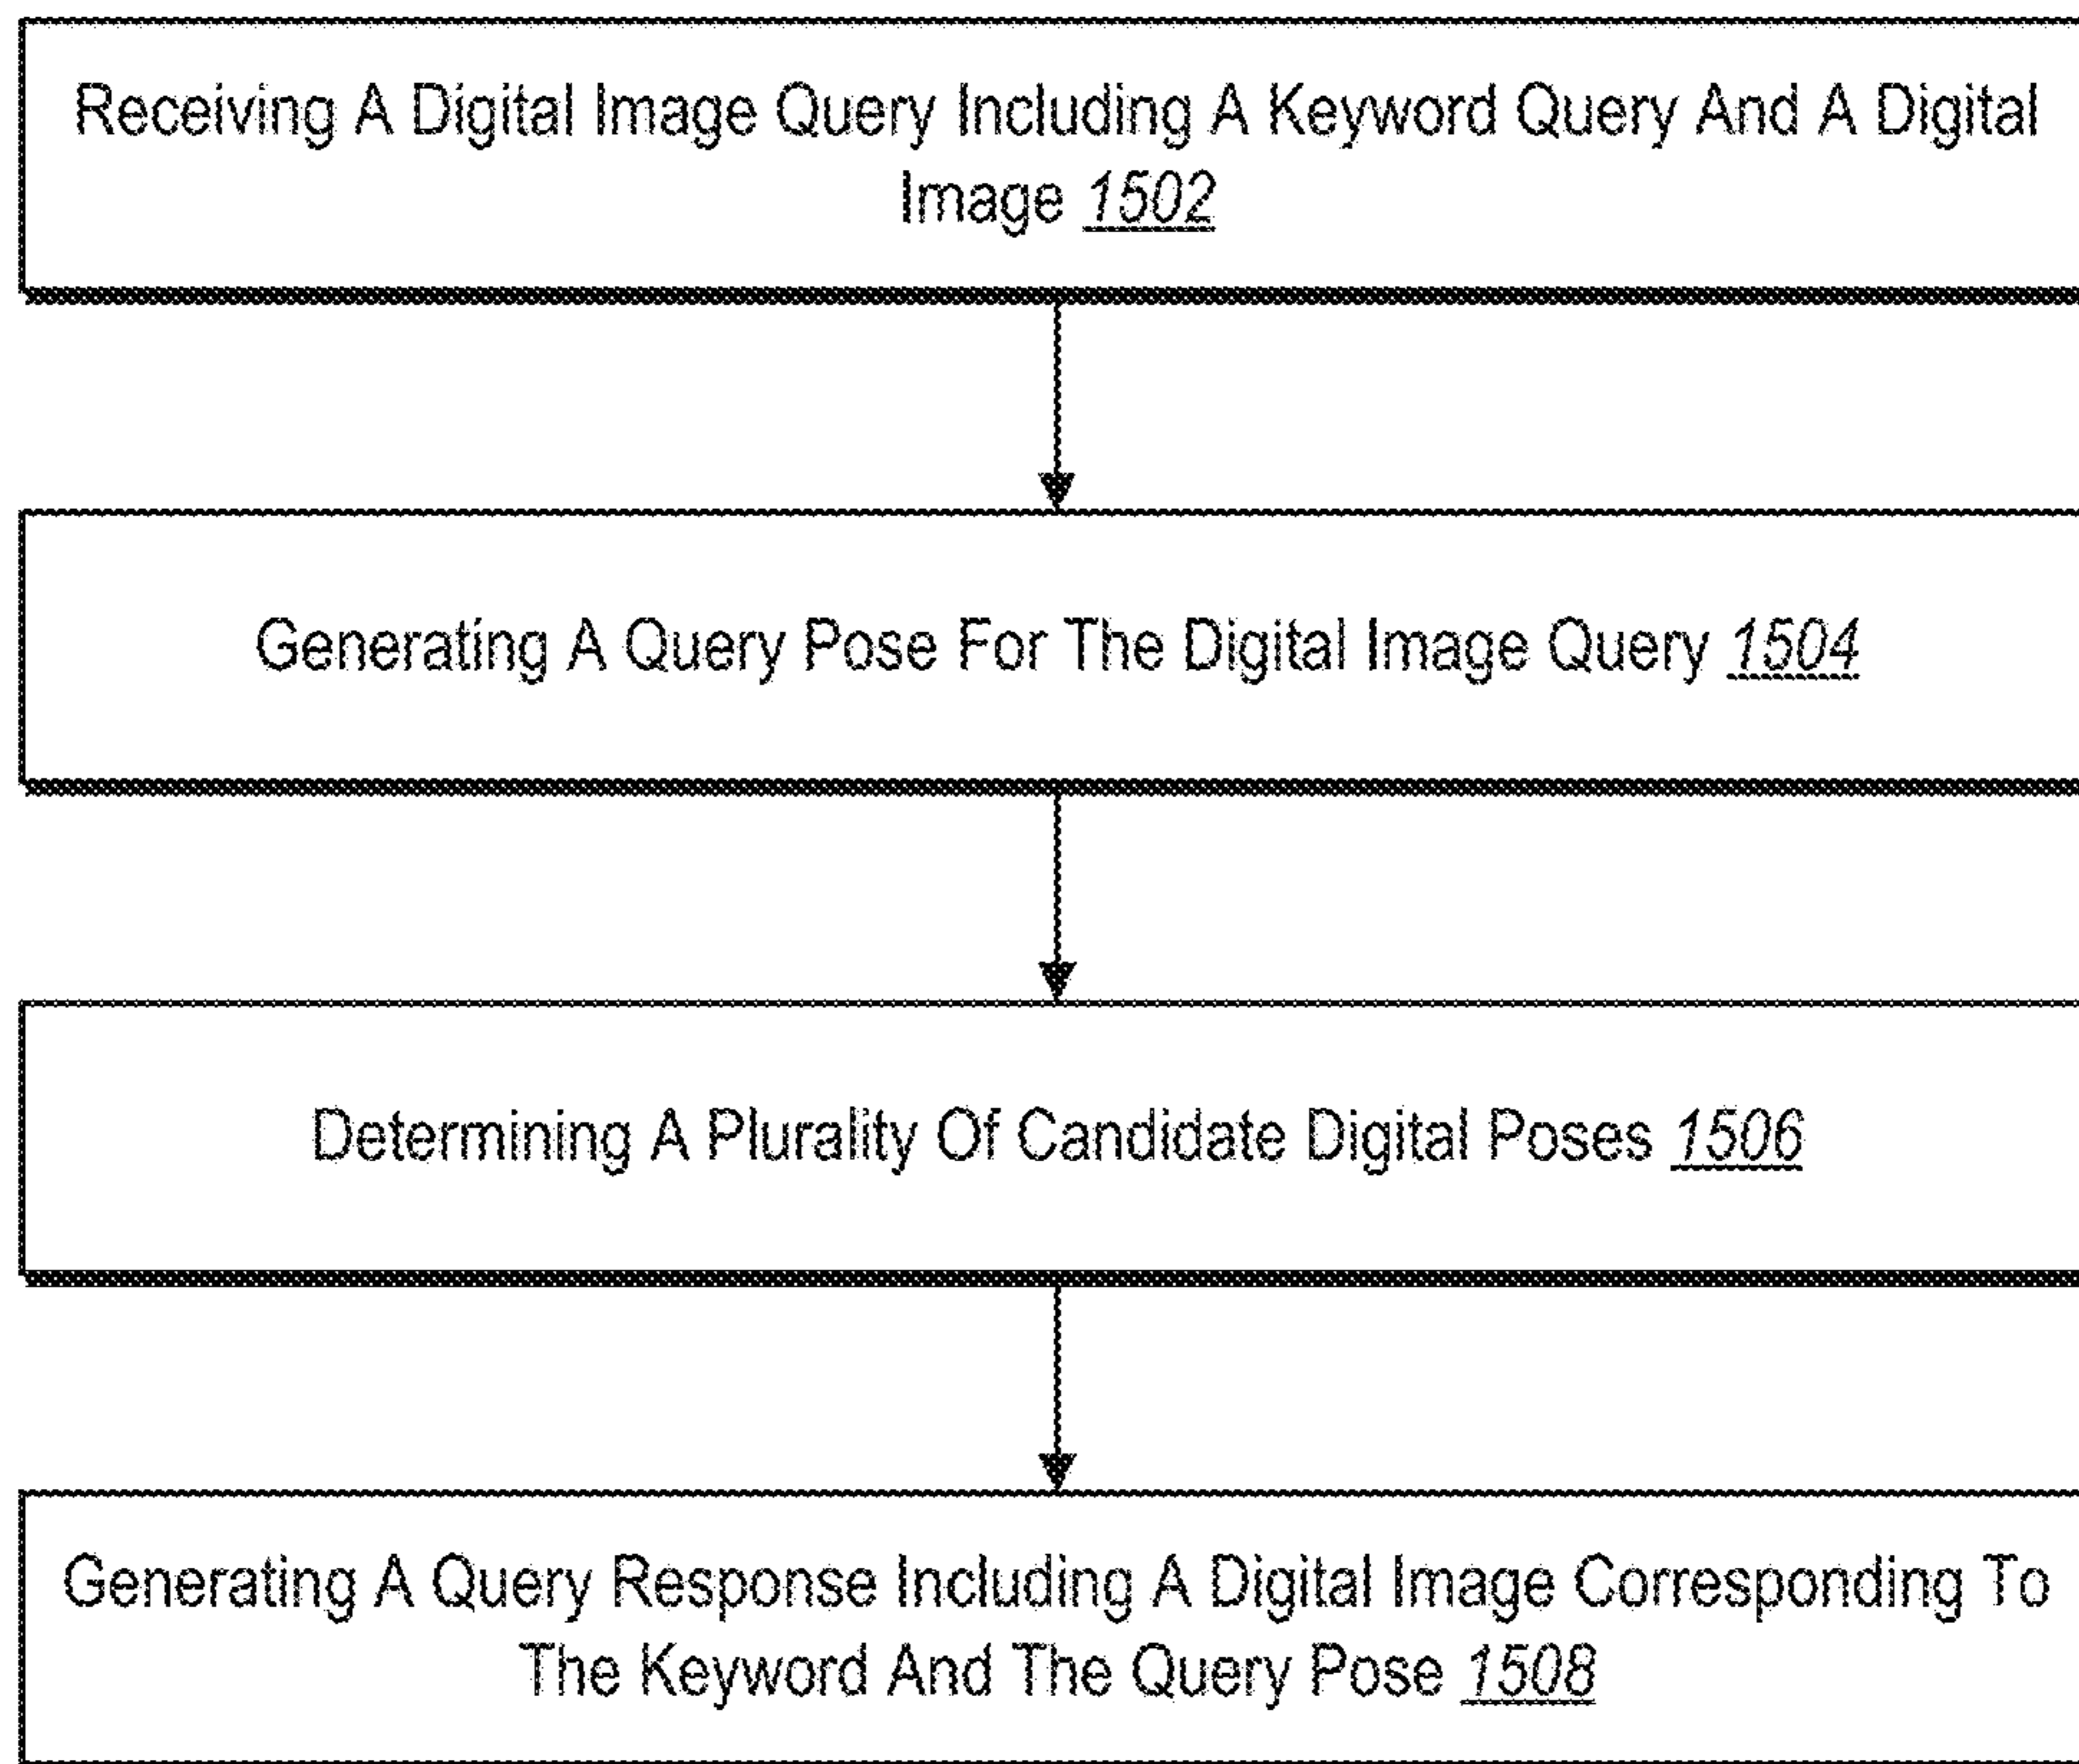 Receiving A Digital Image Query Including A Keyword Query And A Digital
Image 1502
Generating A Query Pose For The Digital Image Query 1504
Determining A Plurality Of Candidate Digital Poses 1506
Generating A Query Response Including A Digital Image Corresponding To
The Keyword And The Query Pose 1508